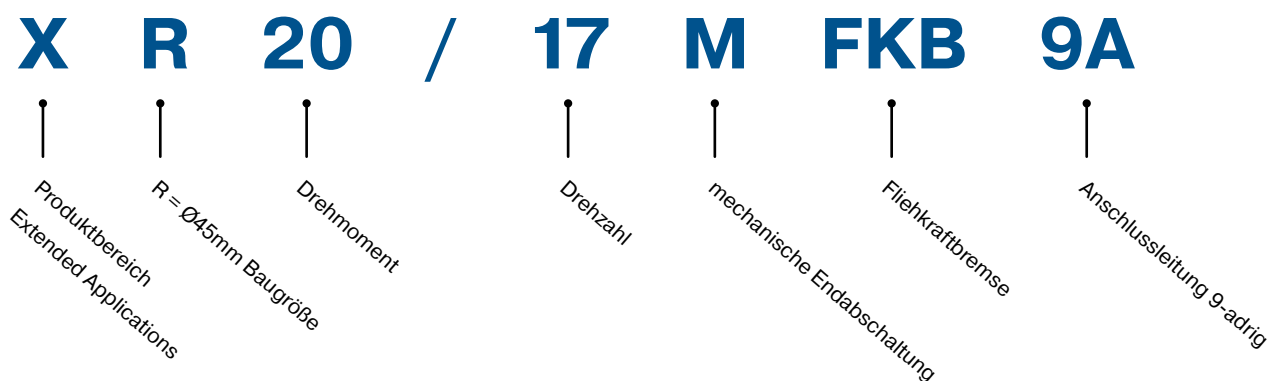 X R 20 / 17 M FKB 9A
Produktbereich
Extended Applications
R = Ø45mm Baugröße
Drehmoment
Drehzahl
mechanische Endabschaltung
Fliehkraftbremse
Anschlussleitung 9-adrig